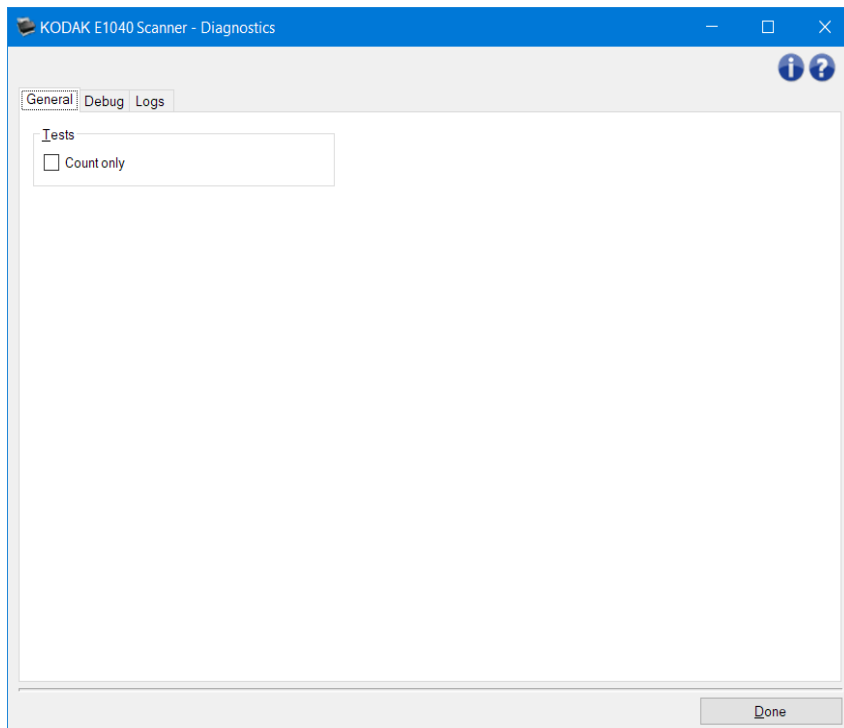 KODAK E1040 Scanner - Diagnostics
General Debug Logs
Tests
Count only
Done